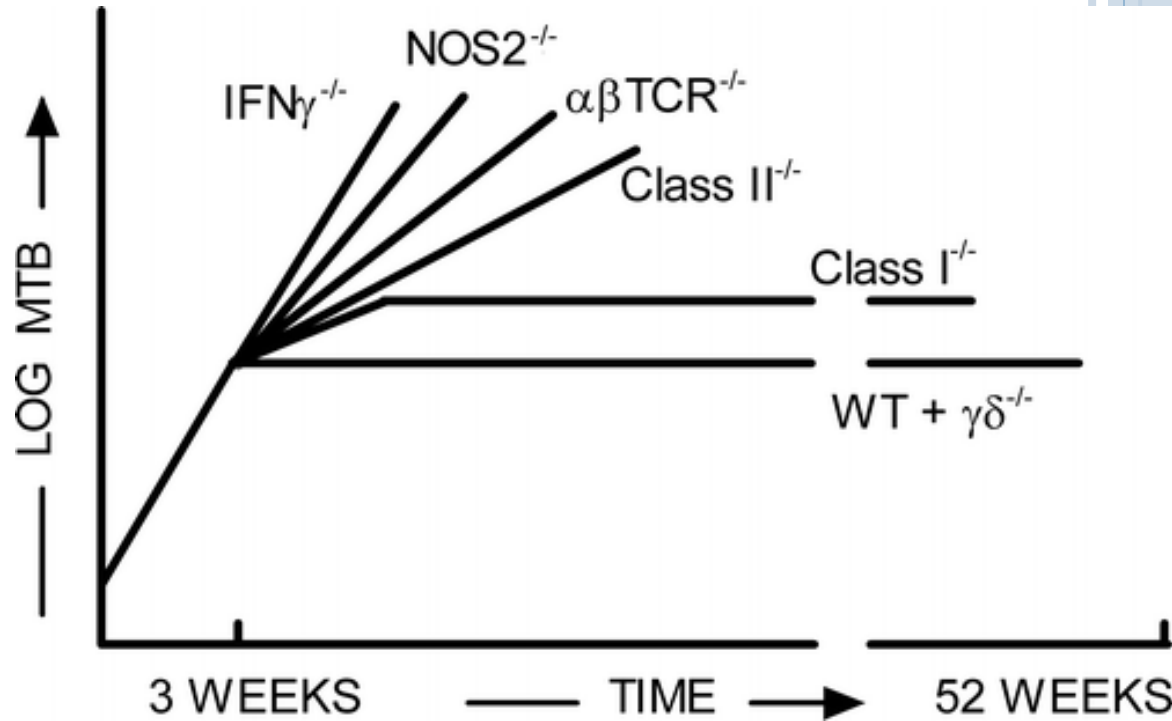 NOS2-/-
IFNγ-/-
αβTCR-/-
Class II-/-
Class I-/-
WT + γδ-/-
LOG MTB
3 WEEKS
TIME
52 WEEKS